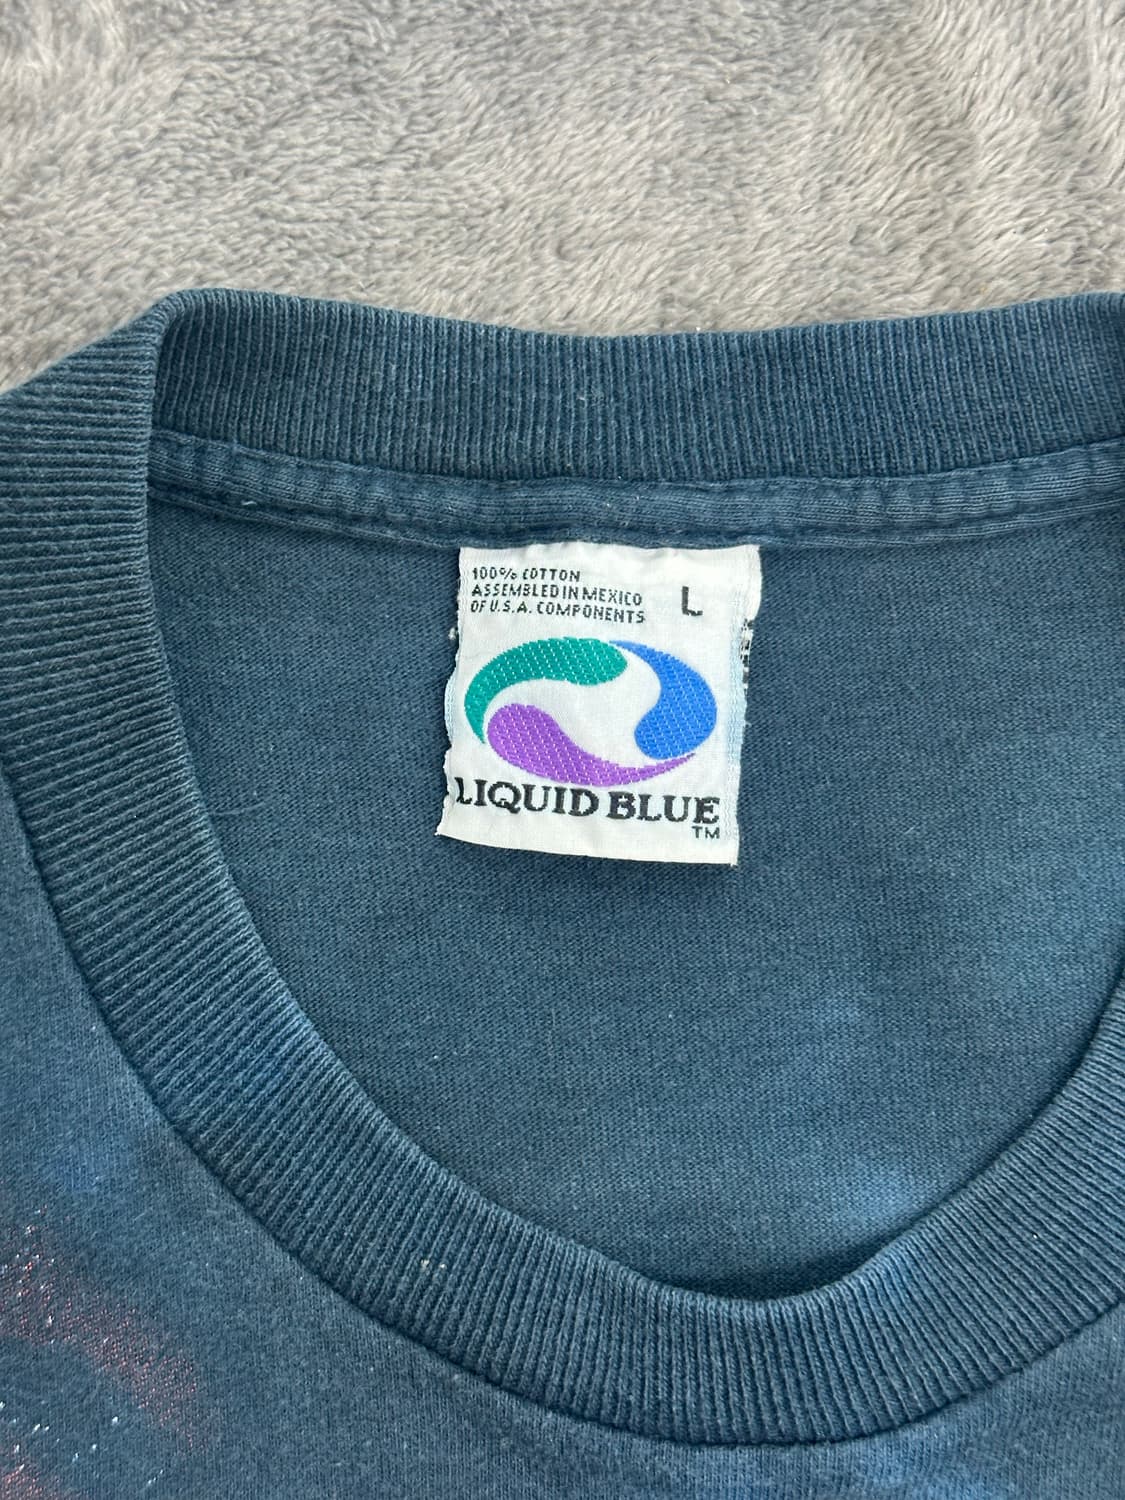 100% COTTON
ASSEMBLED IN MEXICO
OF U.S.A. COMPONENTS
L
LIQUID BLUE
TM